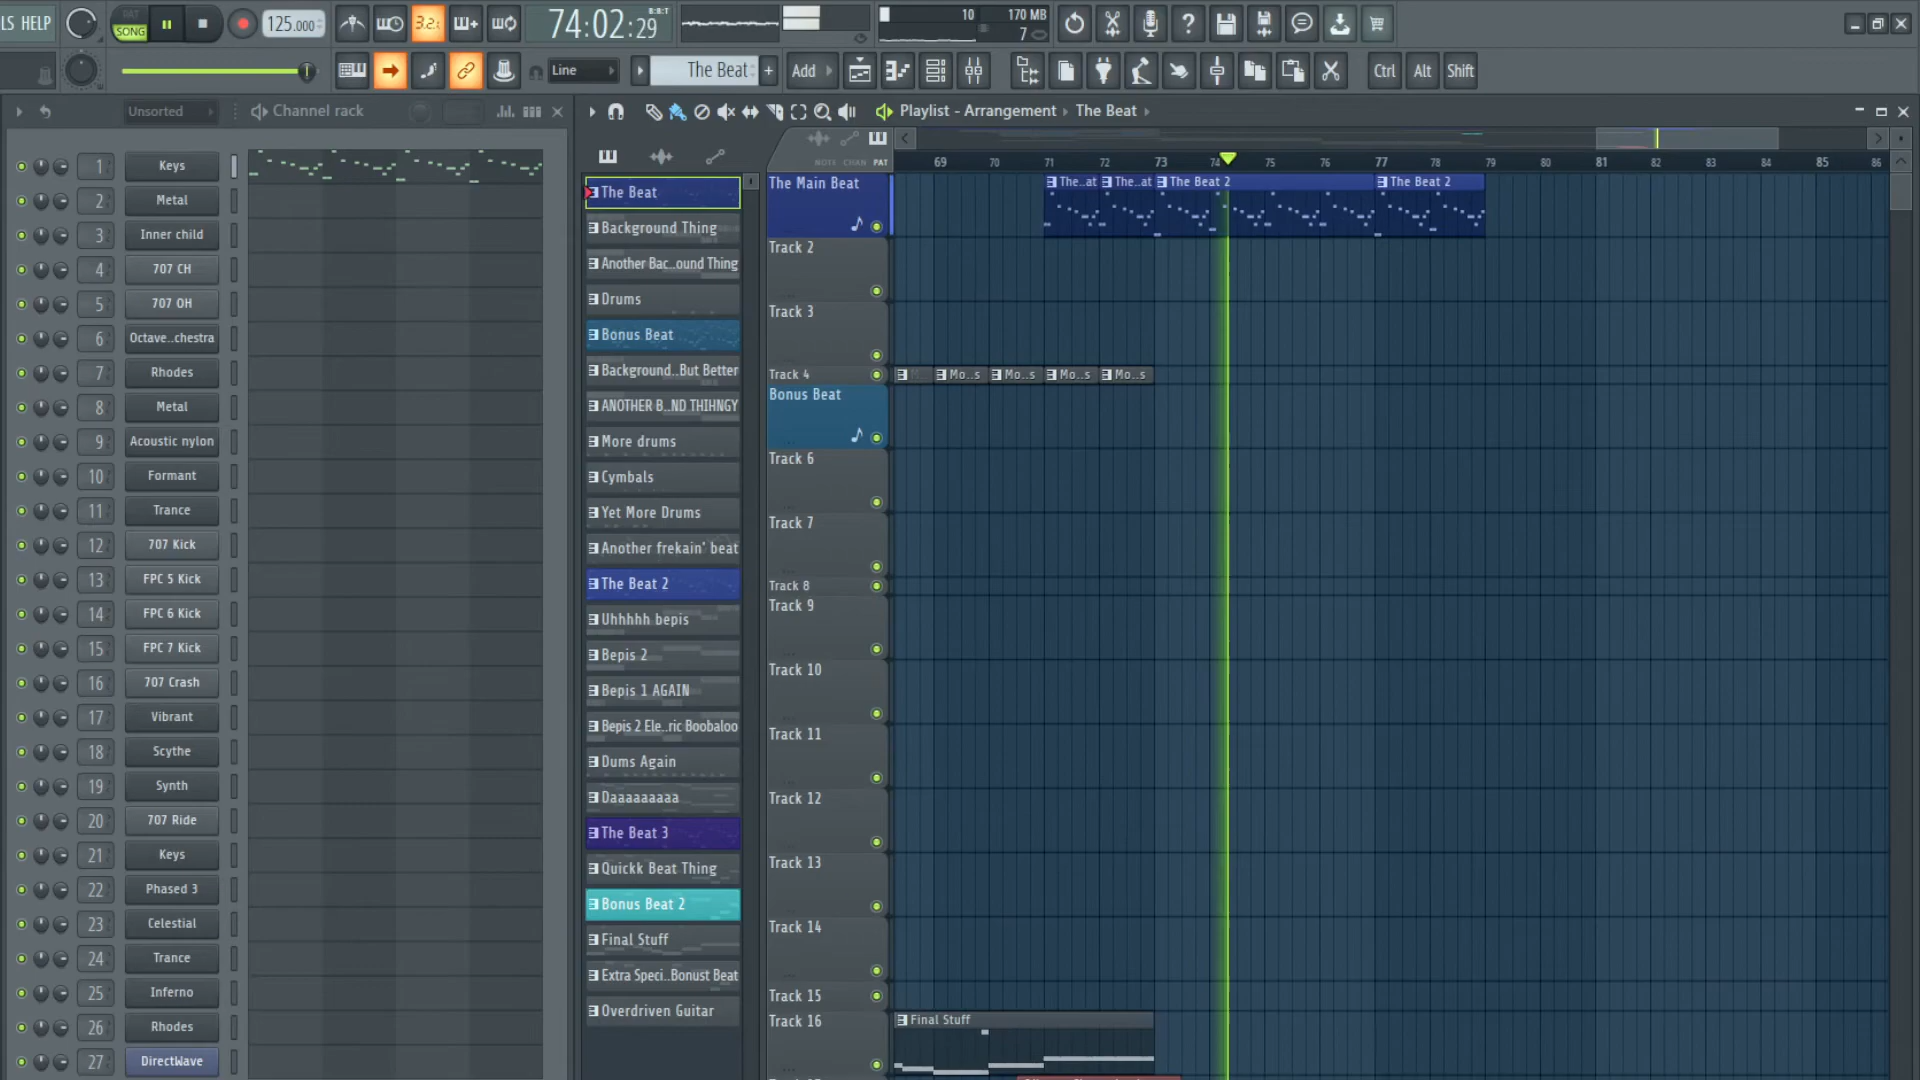 LS HELP
PAT
SONG
125.000
3.2.
74:02:29
B:B:T
10
170 MB
7
Line
The Beat
Add
Ctrl
Alt
Shift
Unsorted
Channel rack
Playlist - Arrangement
The Beat
NOTE CHAN PAT
69 70 71 72 73 74 75 76 77 78 79 80 81 82 83 84 85 86
1 Keys
2 Metal
3 Inner child
4 707 CH
5 707 OH
6 Octave..chestra
7 Rhodes
8 Metal
9 Acoustic nylon
10 Formant
11 Trance
12 707 Kick
13 FPC 5 Kick
14 FPC 6 Kick
15 FPC 7 Kick
16 707 Crash
17 Vibrant
18 Scythe
19 Synth
20 707 Ride
21 Keys
22 Phased 3
23 Celestial
24 Trance
25 Inferno
26 Rhodes
27 DirectWave
The Beat
Background Thing
Another Bac..ound Thing
Drums
Bonus Beat
Background..But Better
ANOTHER B..ND THIHNGY
More drums
Cymbals
Yet More Drums
Another frekain' beat
The Beat 2
Uhhhhh bepis
Bepis 2
Bepis 1 AGAIN
Bepis 2 Ele..ric Boobaloo
Dums Again
Daaaaaaaaa
The Beat 3
Quickk Beat Thing
Bonus Beat 2
Final Stuff
Extra Speci..Bonust Beat
Overdriven Guitar
The Main Beat
The..at The..at The Beat 2 The Beat 2
Track 2
Track 3
Track 4
M.. Mo..s Mo..s Mo..s Mo..s
Bonus Beat
Track 6
Track 7
Track 8
Track 9
Track 10
Track 11
Track 12
Track 13
Track 14
Track 15
Track 16
Final Stuff